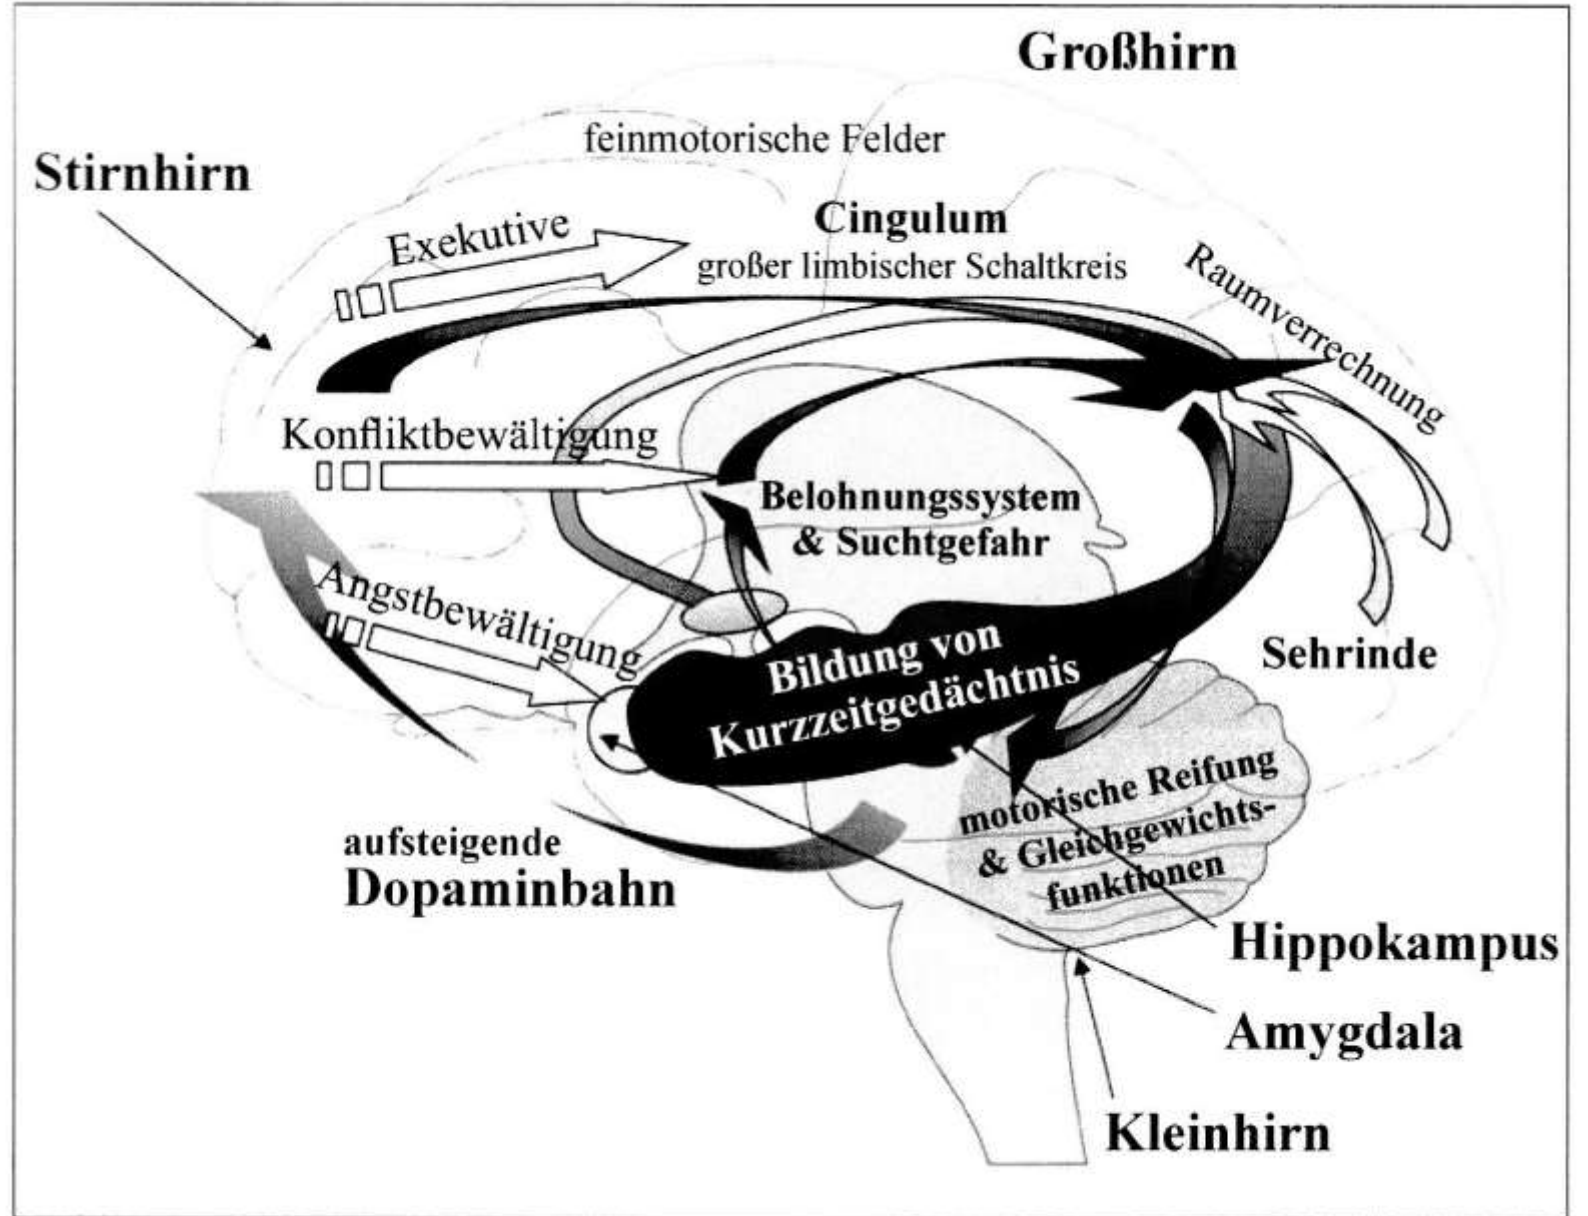 Großhirn
feinmotorische Felder
Stirnhirn
Exekutive
Cingulum
großer limbischer Schaltkreis
Raumverrechnung
Konfliktbewältigung
Belohnungssystem
& Suchtgefahr
Angstbewältigung
Bildung von
Kurzzeitgedächtnis
Sehrinde
motorische Reifung
& Gleichgewichts-
funktionen
aufsteigende
Dopaminbahn
Hippokampus
Amygdala
Kleinhirn